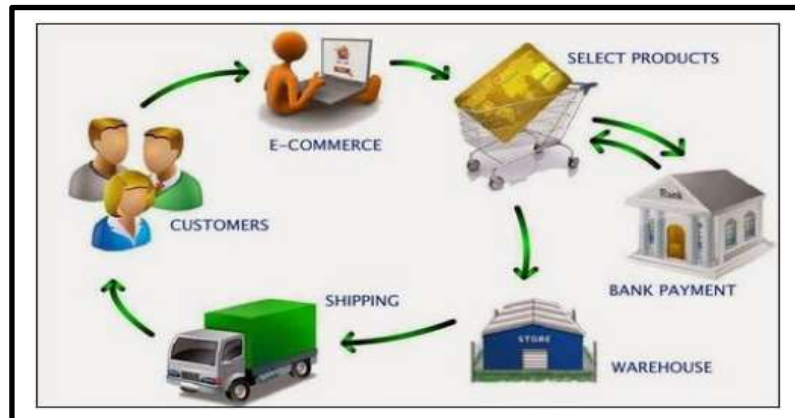 SELECT PRODUCTS
E-COMMERCE
Bank
CUSTOMERS
BANK PAYMENT
SHIPPING
STORE
WAREHOUSE